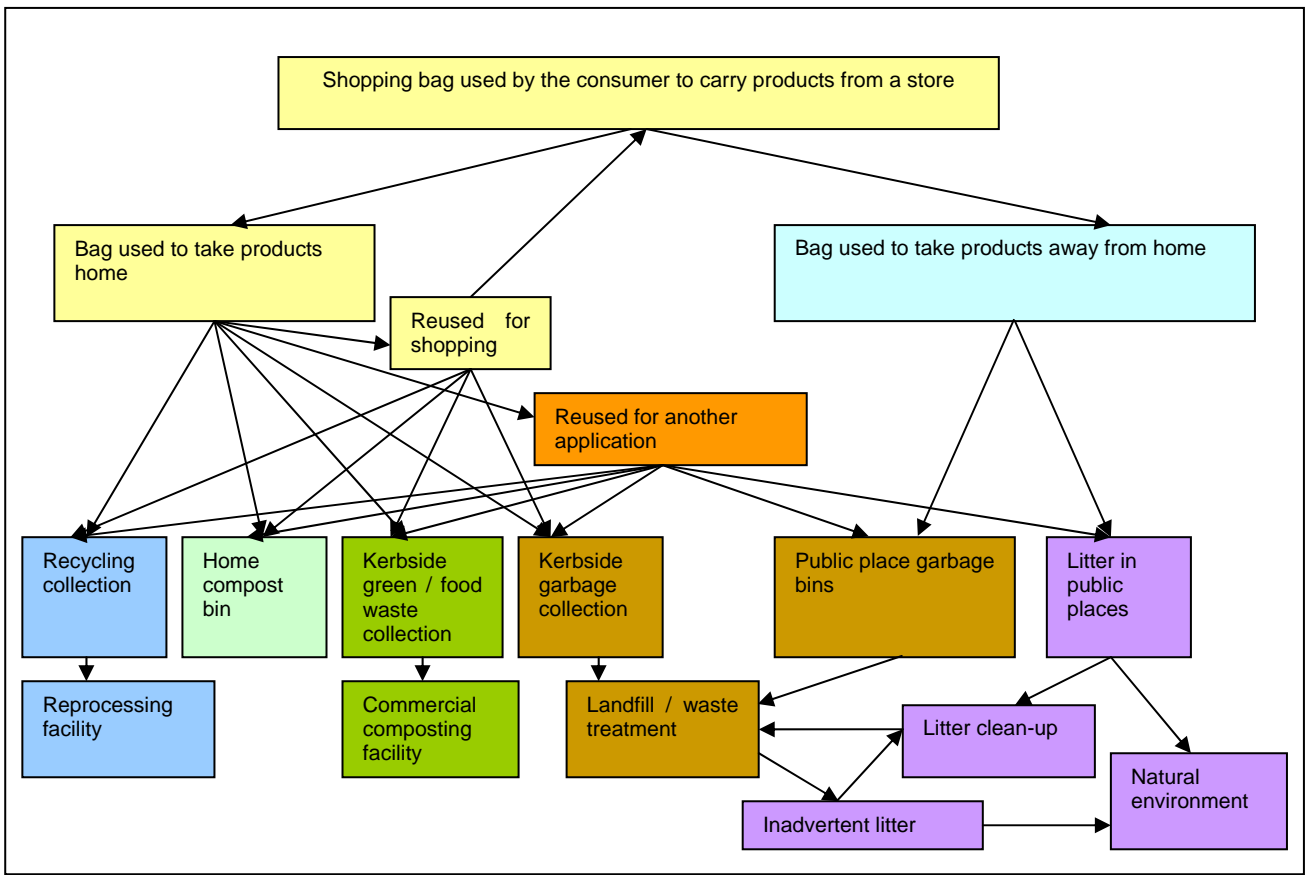 Shopping bag used by the consumer to carry products from a store
Bag used to take products
home
Bag used to take products away from home
Reused for
shopping
Reused for another
application
Recycling
collection
Home
compost
bin
Kerbside
green / food
waste
collection
Kerbside
garbage
collection
Public place garbage
bins
Litter in
public
places
Reprocessing
facility
Commercial
composting
facility
Landfill / waste
treatment
Litter clean-up
Natural
environment
Inadvertent litter